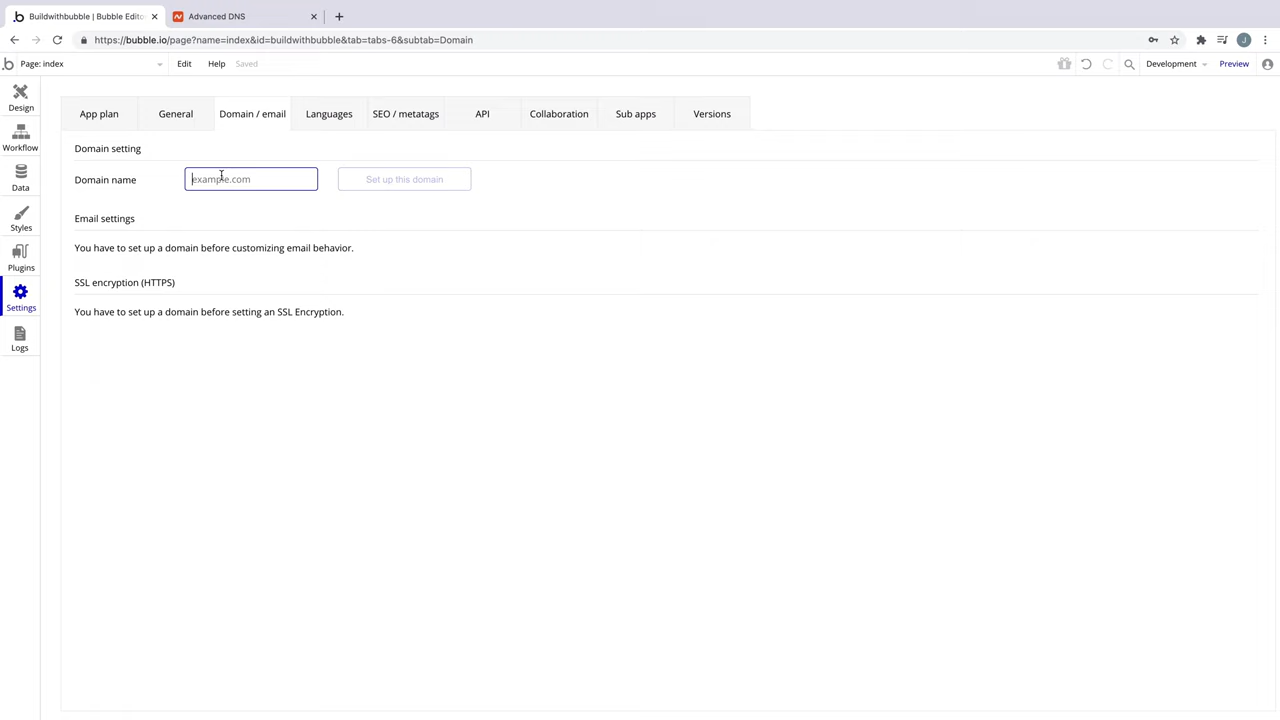 Buildwithbubble | Bubble Edito
Advanced DNS
https://bubble.io/page?name=index&id=buildwithbubble&tab=tabs-6&subtab=Domain
J
Page: index
Edit
Help
Saved
Development
Preview
Design
Workflow
Data
Styles
Plugins
Settings
Logs
App plan
General
Domain / email
Languages
SEO / metatags
API
Collaboration
Sub apps
Versions
Domain setting
Domain name
example.com
Set up this domain
Email settings
You have to set up a domain before customizing email behavior.
SSL encryption (HTTPS)
You have to set up a domain before setting an SSL Encryption.